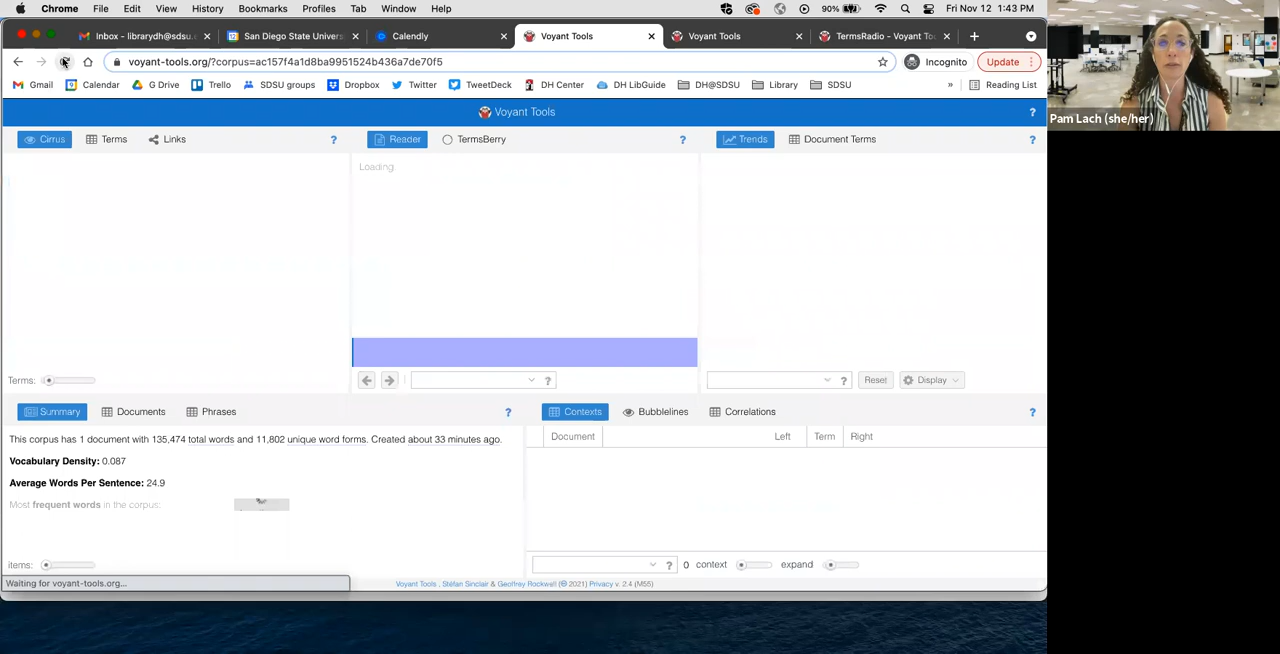 Chrome File Edit View History Bookmarks Profiles Tab Window Help 90% Fri Nov 12 1:43 PM
Inbox - librarydh@sdsu.e San Diego State Univers Calendly Voyant Tools Voyant Tools TermsRadio - Voyant Too
voyant-tools.org/?corpus=ac157f4a1d8ba9951524b436a7de70f5 Incognito Update
Gmail Calendar G Drive Trello SDSU groups Dropbox Twitter TweetDeck DH Center DH LibGuide DH@SDSU Library SDSU » Reading List
Pam Lach (she/her)
Voyant Tools ?
Cirrus Terms Links ? Reader TermsBerry ? Trends Document Terms ?
Loading
Terms: ? ? Reset Display
Summary Documents Phrases ? Contexts Bubblelines Correlations ?
Document Left Term Right
This corpus has 1 document with 135,474 total words and 11,802 unique word forms. Created about 33 minutes ago.
Vocabulary Density: 0.087
Average Words Per Sentence: 24.9
Most frequent words in the corpus:
items: ? 0 context expand
Waiting for voyant-tools.org...
Voyant Tools , Stéfan Sinclair & Geoffrey Rockwell (© 2021) Privacy v. 2.4 (M55)